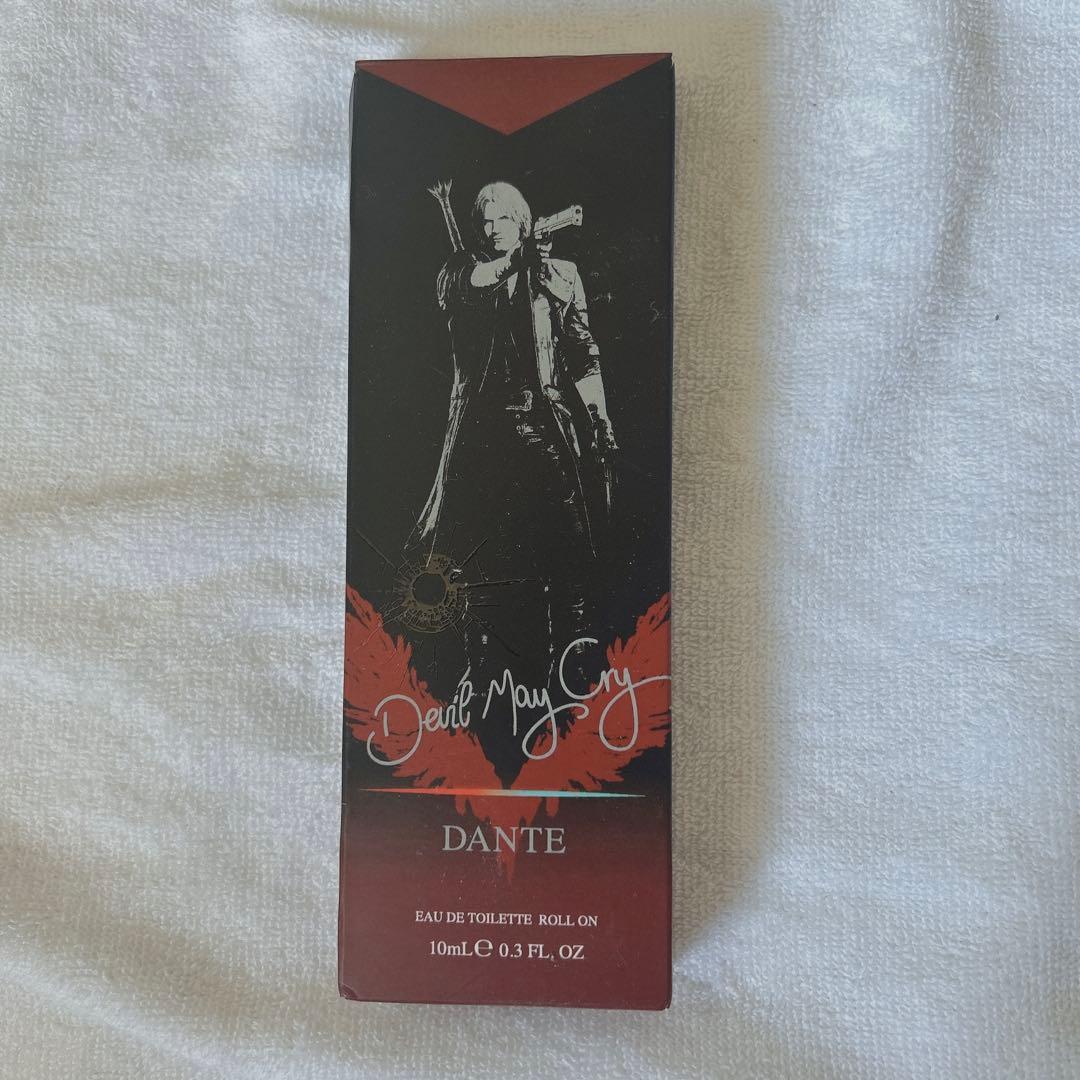 Devil May Cry
DANTE
EAU DE TOILETTE ROLL ON
10mL℮ 0.3 FL. OZ